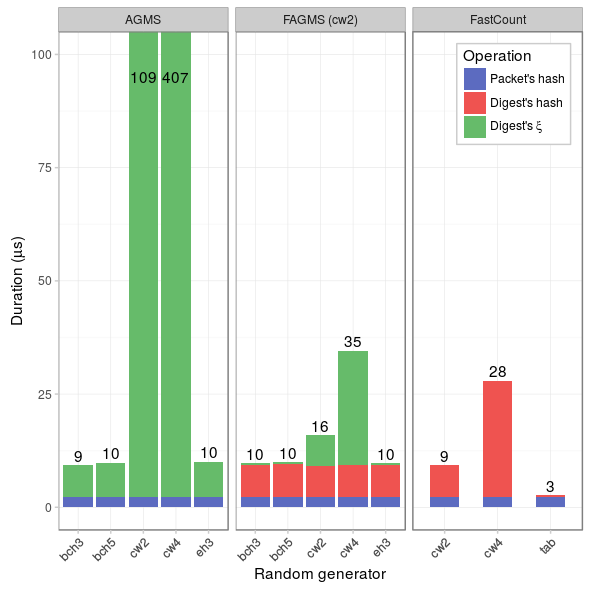 AGMS FAGMS (cw2) FastCount
Operation
Packet's hash
Digest's hash
Digest's ξ
100
75
50
25
0
Duration (µs)
9 10 109 407 10
10 10 16 35 10
9 28 3
bch3 bch5 cw2 cw4 eh3
bch3 bch5 cw2 cw4 eh3
cw2 cw4 tab
Random generator